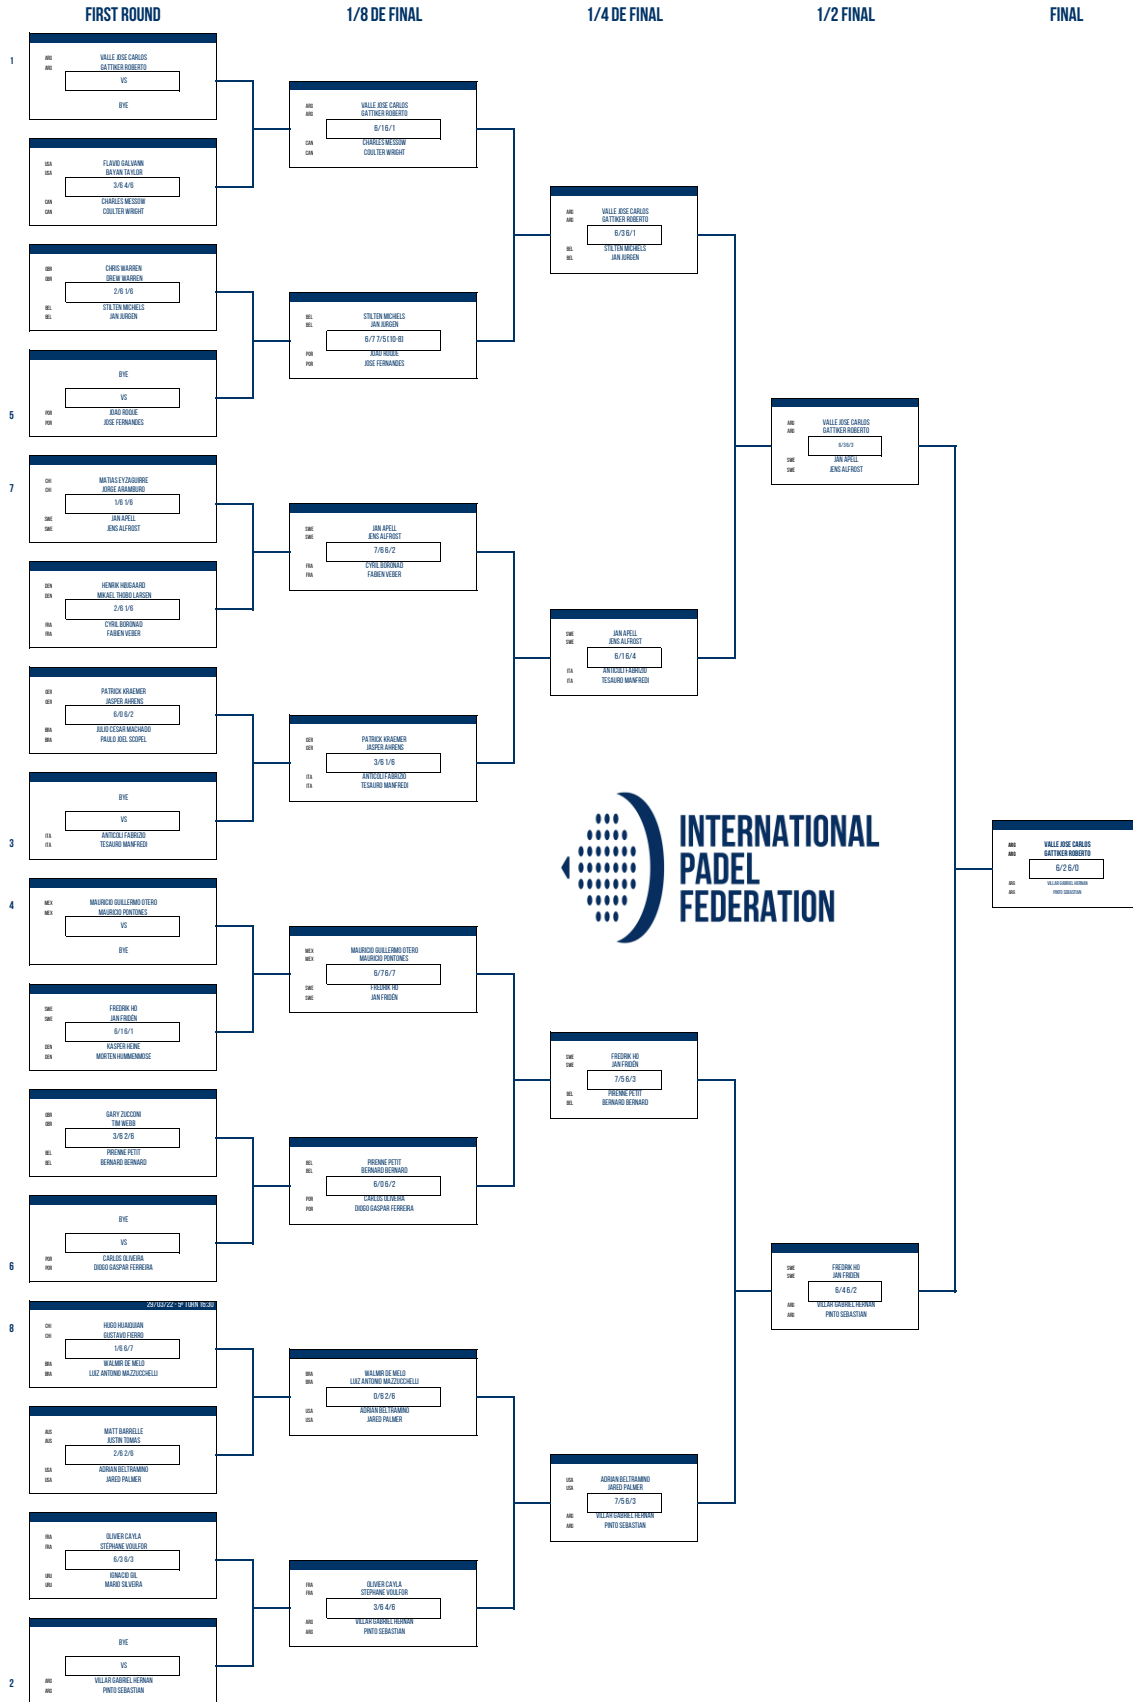 FIRST ROUND
1/8 DE FINAL
1/4 DE FINAL
1/2 FINAL
FINAL
1
ARG VALLE JOSE CARLOS
ARG GATTIKER ROBERTO
VS
BYE
USA FLAVIO GALVANN
USA BAYAN TAYLOR
3/6 4/6
CAN CHARLES MESSOW
CAN COULTER WRIGHT
GBR CHRIS WARREN
GBR DREW WARREN
2/6 1/6
BEL STILTEN MICHIELS
BEL JAN JURGEN
5
BYE
VS
POR JOAO ROQUE
POR JOSE FERNANDES
7
CHI MATIAS EYZAGUIRRE
CHI JORGE ARAMBURO
1/6 1/6
SWE JAN APELL
SWE JENS ALFROST
DEN HENRIK HØJGAARD
DEN MIKAEL THOBO LARSEN
2/6 1/6
FRA CYRIL BORONAD
FRA FABIEN VEBER
GER PATRICK KRAEMER
GER JASPER AHRENS
6/0 6/2
BRA JULIO CESAR MACHADO
BRA PAULO JOEL SCOPEL
3
BYE
VS
ITA ANTICOLI FABRIZIO
ITA TESAURO MANFREDI
4
MEX MAURICIO GUILLERMO OTERO
MEX MAURICIO PONTONES
VS
BYE
SWE FREDRIK HO
SWE JAN FRIDÉN
6/1 6/1
DEN KASPER HEINE
DEN MORTEN HUMMENMOSE
GBR GARY ZUCCONI
GBR TIM WEBB
3/6 2/6
BEL PIRENNE PETIT
BEL BERNARD BERNARD
6
BYE
VS
POR CARLOS OLIVEIRA
POR DIOGO GASPAR FERREIRA
29/03/22 - 5º TURN 16:30
8
CHI HUGO HUAIQUIAN
CHI GUSTAVO FIERRO
1/6 6/7
BRA WALMIR DE MELO
BRA LUIZ ANTONIO MAZZUCCHELLI
AUS MATT BARRELLE
AUS JUSTIN TOMAS
2/6 2/6
USA ADRIAN BELTRAMINO
USA JARED PALMER
FRA OLIVIER CAYLA
FRA STÉPHANE VOULFOR
6/3 6/3
URU IGNACIO GIL
URU MARIO SILVEIRA
2
BYE
VS
ARG VILLAR GABRIEL HERNAN
ARG PINTO SEBASTIAN
ARG VALLE JOSE CARLOS
ARG GATTIKER ROBERTO
6/1 6/1
CAN CHARLES MESSOW
CAN COULTER WRIGHT
BEL STILTEN MICHIELS
BEL JAN JURGEN
6/7 7/5 [10-8]
POR JOAO ROQUE
POR JOSE FERNANDES
SWE JAN APELL
SWE JENS ALFROST
7/6 6/2
FRA CYRIL BORONAD
FRA FABIEN VEBER
GER PATRICK KRAEMER
GER JASPER AHRENS
3/6 1/6
ITA ANTICOLI FABRIZIO
ITA TESAURO MANFREDI
MEX MAURICIO GUILLERMO OTERO
MEX MAURICIO PONTONES
6/7 6/7
SWE FREDRIK HO
SWE JAN FRIDÉN
BEL PIRENNE PETIT
BEL BERNARD BERNARD
6/0 6/2
POR CARLOS OLIVEIRA
POR DIOGO GASPAR FERREIRA
BRA WALMIR DE MELO
BRA LUIZ ANTONIO MAZZUCCHELLI
0/6 2/6
USA ADRIAN BELTRAMINO
USA JARED PALMER
FRA OLIVIER CAYLA
FRA STÉPHANE VOULFOR
3/6 4/6
ARG VILLAR GABRIEL HERNAN
ARG PINTO SEBASTIAN
ARG VALLE JOSE CARLOS
ARG GATTIKER ROBERTO
6/3 6/1
BEL STILTEN MICHIELS
BEL JAN JURGEN
SWE JAN APELL
SWE JENS ALFROST
6/1 6/4
ITA ANTICOLI FABRIZIO
ITA TESAURO MANFREDI
SWE FREDRIK HO
SWE JAN FRIDÉN
7/5 6/3
BEL PIRENNE PETIT
BEL BERNARD BERNARD
USA ADRIAN BELTRAMINO
USA JARED PALMER
7/5 6/3
ARG VILLAR GABRIEL HERNAN
ARG PINTO SEBASTIAN
ARG VALLE JOSE CARLOS
ARG GATTIKER ROBERTO
6/3 6/3
SWE JAN APELL
SWE JENS ALFROST
SWE FREDRIK HO
SWE JAN FRIDÉN
6/4 6/2
ARG VILLAR GABRIEL HERNAN
ARG PINTO SEBASTIAN
ARG VALLE JOSE CARLOS
ARG GATTIKER ROBERTO
6/2 6/0
ARG VILLAR GABRIEL HERNAN
ARG PINTO SEBASTIAN
INTERNATIONAL
PADEL
FEDERATION